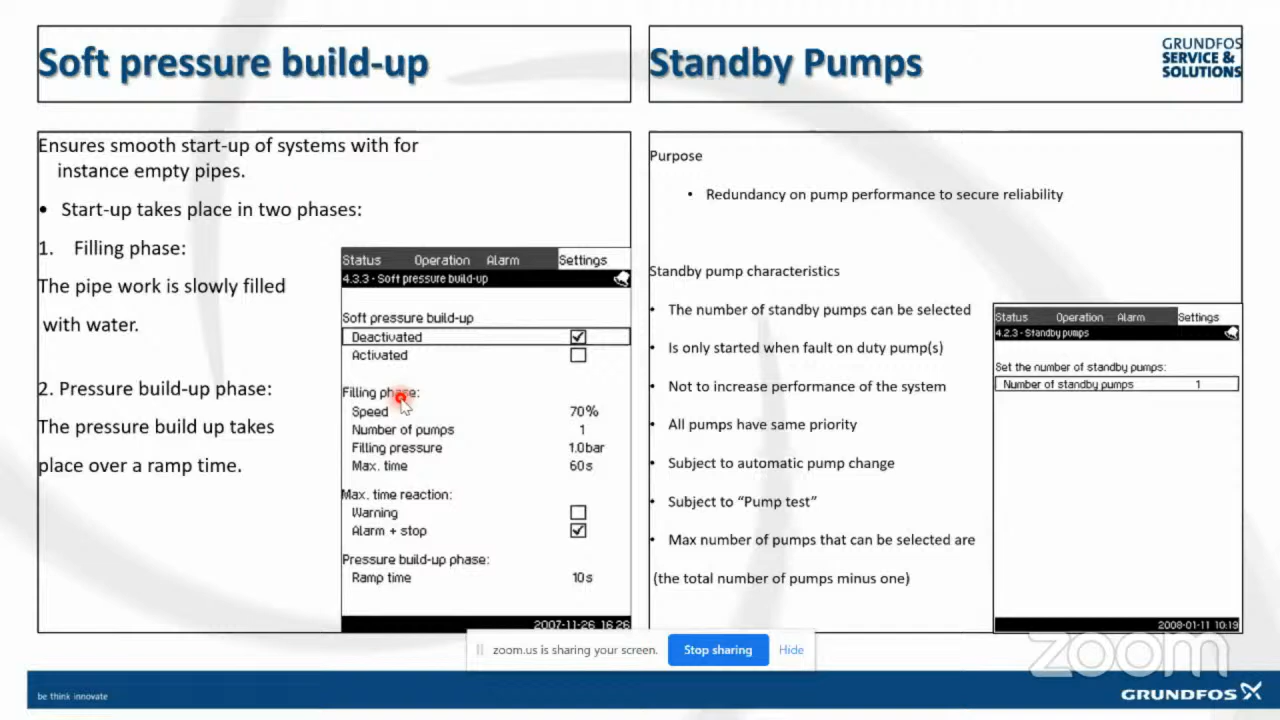 Soft pressure build-up
Ensures smooth start-up of systems with for
instance empty pipes.
• Start-up takes place in two phases:
1. Filling phase:
The pipe work is slowly filled
with water.
2. Pressure build-up phase:
The pressure build up takes
place over a ramp time.
Status Operation Alarm Settings
4.3.3 - Soft pressure build-up
Soft pressure build-up
Deactivated
Activated
Filling phase:
Speed 70%
Number of pumps 1
Filling pressure 1.0bar
Max. time 60s
Max. time reaction:
Warning
Alarm + stop
Pressure build-up phase:
Ramp time 10s
2007-11-26 16:26
Standby Pumps
GRUNDFOS
SERVICE &
SOLUTIONS
Purpose
• Redundancy on pump performance to secure reliability
Standby pump characteristics
• The number of standby pumps can be selected
• Is only started when fault on duty pump(s)
• Not to increase performance of the system
• All pumps have same priority
• Subject to automatic pump change
• Subject to “Pump test”
• Max number of pumps that can be selected are
(the total number of pumps minus one)
Status Operation Alarm Settings
4.2.3 - Standby pumps
Set the number of standby pumps:
Number of standby pumps 1
2008-01-11 10:19
zoom.us is sharing your screen. Stop sharing Hide
zoom
be think innovate
GRUNDFOS